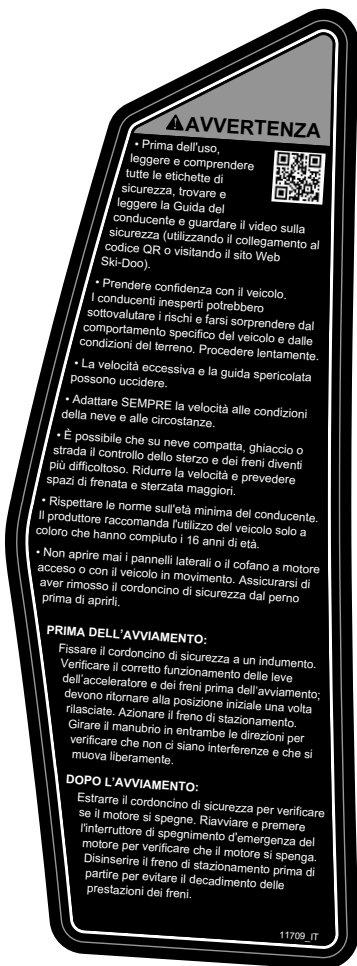 AVVERTENZA
• Prima dell'uso,
leggere e comprendere
tutte le etichette di
sicurezza, trovare e
leggere la Guida del
conducente e guardare il video sulla
sicurezza (utilizzando il collegamento al
codice QR o visitando il sito Web
Ski-Doo).
• Prendere confidenza con il veicolo.
I conducenti inesperti potrebbero
sottovalutare i rischi e farsi sorprendere dal
comportamento specifico del veicolo e dalle
condizioni del terreno. Procedere lentamente.
• La velocità eccessiva e la guida spericolata
possono uccidere.
• Adattare SEMPRE la velocità alle condizioni
della neve e alle circostanze.
• È possibile che su neve compatta, ghiaccio o
strada il controllo dello sterzo e dei freni diventi
più difficoltoso. Ridurre la velocità e prevedere
spazi di frenata e sterzata maggiori.
• Rispettare le norme sull'età minima del conducente.
Il produttore raccomanda l'utilizzo del veicolo solo a
coloro che hanno compiuto i 16 anni di età.
• Non aprire mai i pannelli laterali o il cofano a motore
acceso o con il veicolo in movimento. Assicurarsi di
aver rimosso il cordoncino di sicurezza dal perno
prima di aprirli.
PRIMA DELL'AVVIAMENTO:
Fissare il cordoncino di sicurezza a un indumento.
Verificare il corretto funzionamento delle leve
dell'acceleratore e dei freni prima dell'avviamento;
devono ritornare alla posizione iniziale una volta
rilasciate. Azionare il freno di stazionamento.
Girare il manubrio in entrambe le direzioni per
verificare che non ci siano interferenze e che si
muova liberamente.
DOPO L'AVVIAMENTO:
Estrarre il cordoncino di sicurezza per verificare
se il motore si spegne. Riavviare e premere
l'interruttore di spegnimento d'emergenza del
motore per verificare che il motore si spenga.
Disinserire il freno di stazionamento prima di
partire per evitare il decadimento delle
prestazioni dei freni.
11709_IT